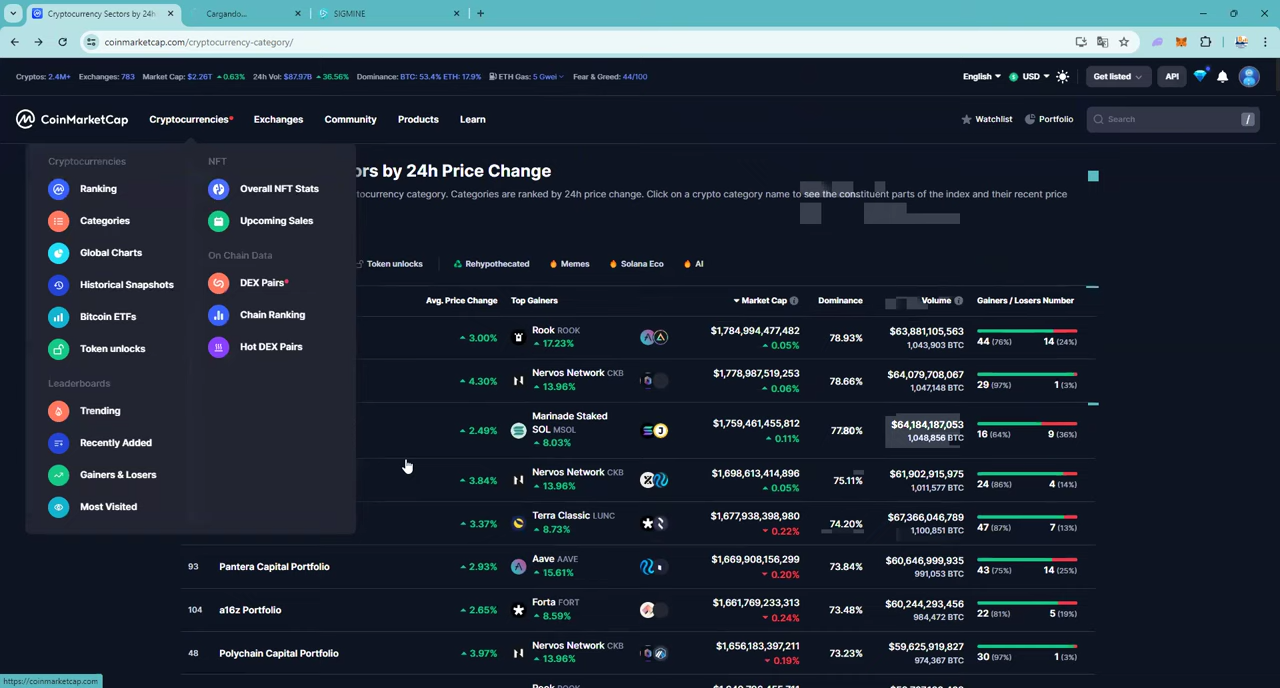 Cryptocurrency Sectors by 24h
Cargando...
SIGMINE
coinmarketcap.com/cryptocurrency-category/
Cryptos: 2.4M+ Exchanges: 783 Market Cap: $2.26T 0.63% 24h Vol: $87.97B 36.56% Dominance: BTC: 53.4% ETH: 17.9% ETH Gas: 5 Gwei Fear & Greed: 44/100
English USD Get listed API
CoinMarketCap Cryptocurrencies Exchanges Community Products Learn Watchlist Portfolio Search /
Cryptocurrencies
Ranking
Categories
Global Charts
Historical Snapshots
Bitcoin ETFs
Token unlocks
Leaderboards
Trending
Recently Added
Gainers & Losers
Most Visited
NFT
Overall NFT Stats
Upcoming Sales
On Chain Data
DEX Pairs
Chain Ranking
Hot DEX Pairs
ors by 24h Price Change
tocurrency category. Categories are ranked by 24h price change. Click on a crypto category name to see the constituent parts of the index and their recent price
Token unlocks Rehypothecated Memes Solana Eco AI
Avg. Price Change Top Gainers Market Cap Dominance Volume Gainers / Losers Number
3.00% Rook ROOK 17.23% $1,784,994,477,482 0.05% 78.93% $63,881,105,563 1,043,903 BTC 44 (76%) 14 (24%)
4.30% Nervos Network CKB 13.96% $1,778,987,519,253 0.06% 78.66% $64,079,708,067 1,047,148 BTC 29 (97%) 1 (3%)
2.49% Marinade Staked SOL MSOL 8.03% $1,759,461,455,812 0.11% 77.80% $64,184,187,053 1,048,856 BTC 16 (64%) 9 (36%)
3.84% Nervos Network CKB 13.96% $1,698,613,414,896 0.05% 75.11% $61,902,915,975 1,011,577 BTC 24 (86%) 4 (14%)
3.37% Terra Classic LUNC 8.73% $1,677,938,398,980 0.22% 74.20% $67,366,046,789 1,100,851 BTC 47 (87%) 7 (13%)
93 Pantera Capital Portfolio 2.93% Aave AAVE 15.61% $1,669,908,156,299 0.20% 73.84% $60,646,999,935 991,053 BTC 43 (75%) 14 (25%)
104 a16z Portfolio 2.65% Forta FORT 8.59% $1,661,769,233,313 0.24% 73.48% $60,244,293,456 984,472 BTC 22 (81%) 5 (19%)
48 Polychain Capital Portfolio 3.97% Nervos Network CKB 13.96% $1,656,183,397,211 0.19% 73.23% $59,625,919,827 974,367 BTC 30 (97%) 1 (3%)
https://coinmarketcap.com